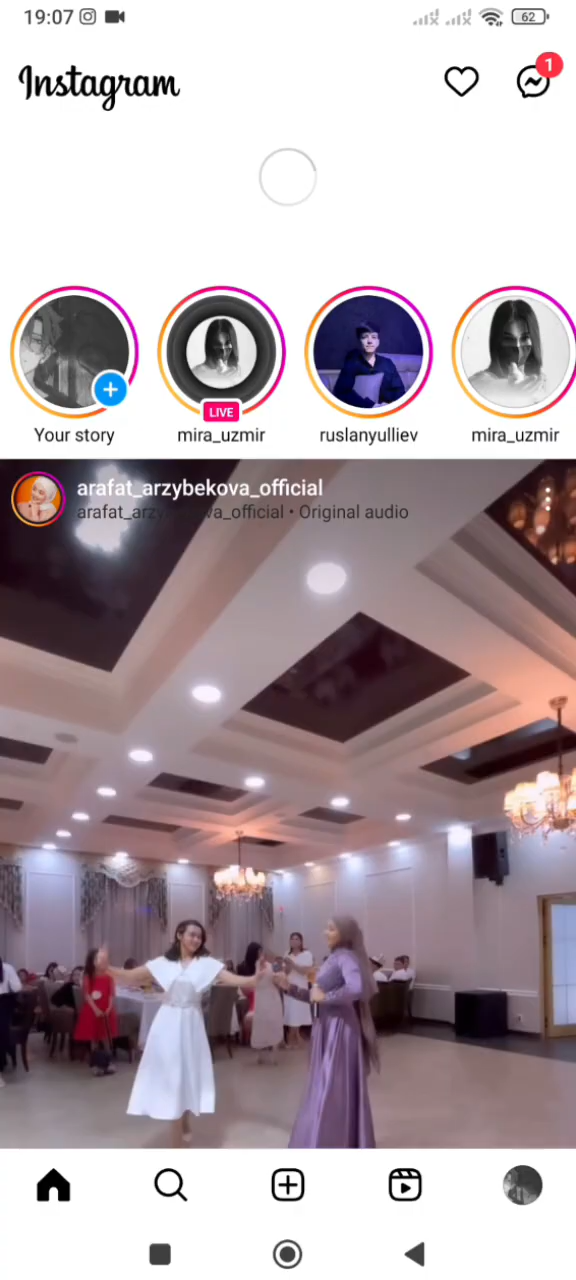 19:07
62
Instagram
1
LIVE
Your story
mira_uzmir
ruslanyulliev
mira_uzmir
arafat_arzybekova_official
arafat_arzybekova_official • Original audio